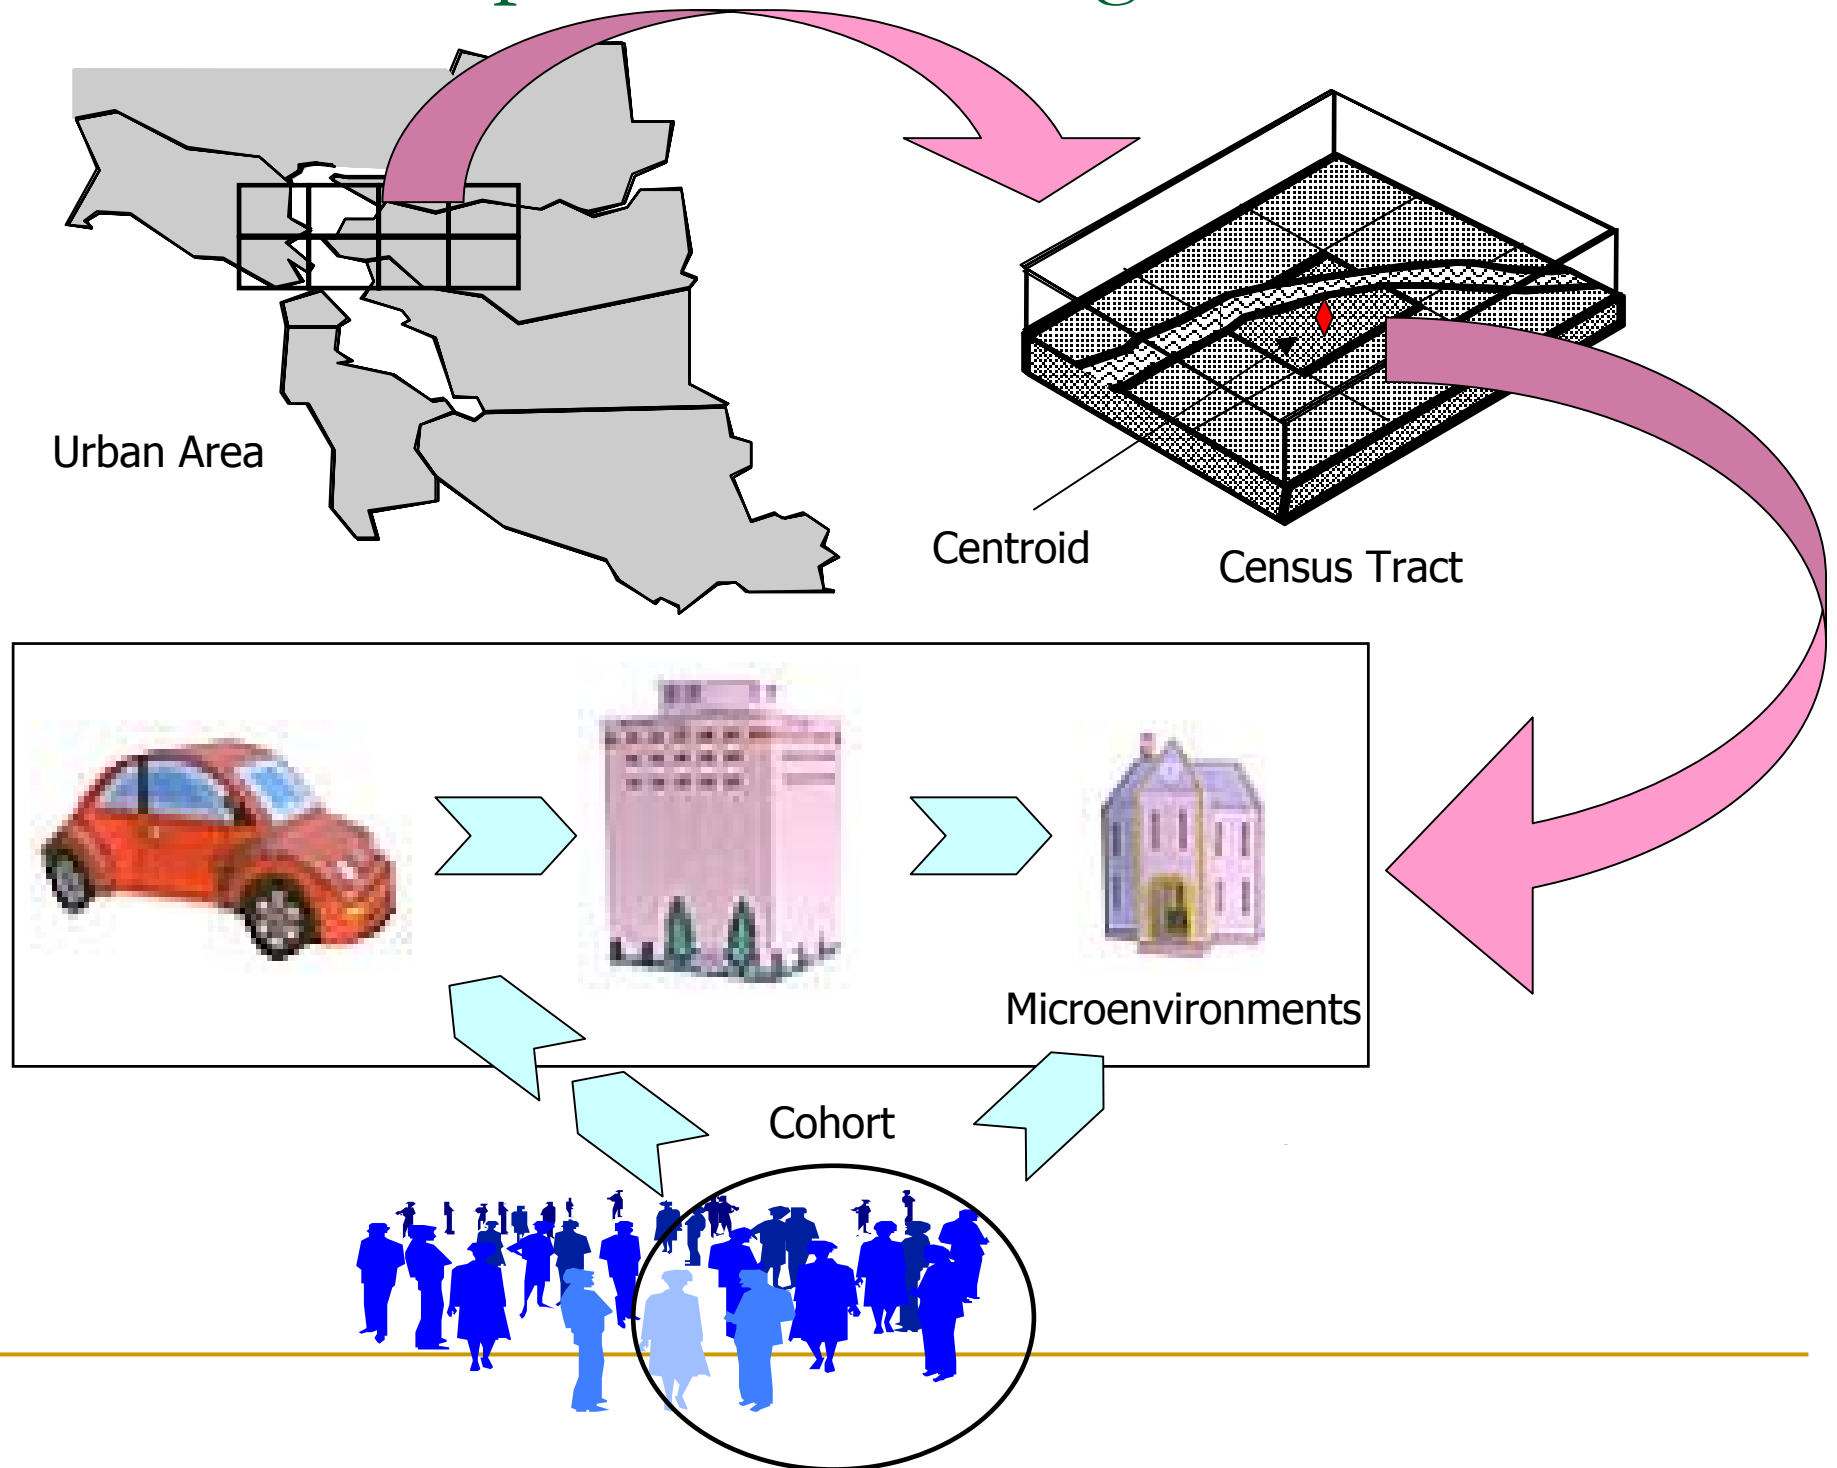 Urban Area
Centroid
Census Tract
Microenvironments
Cohort